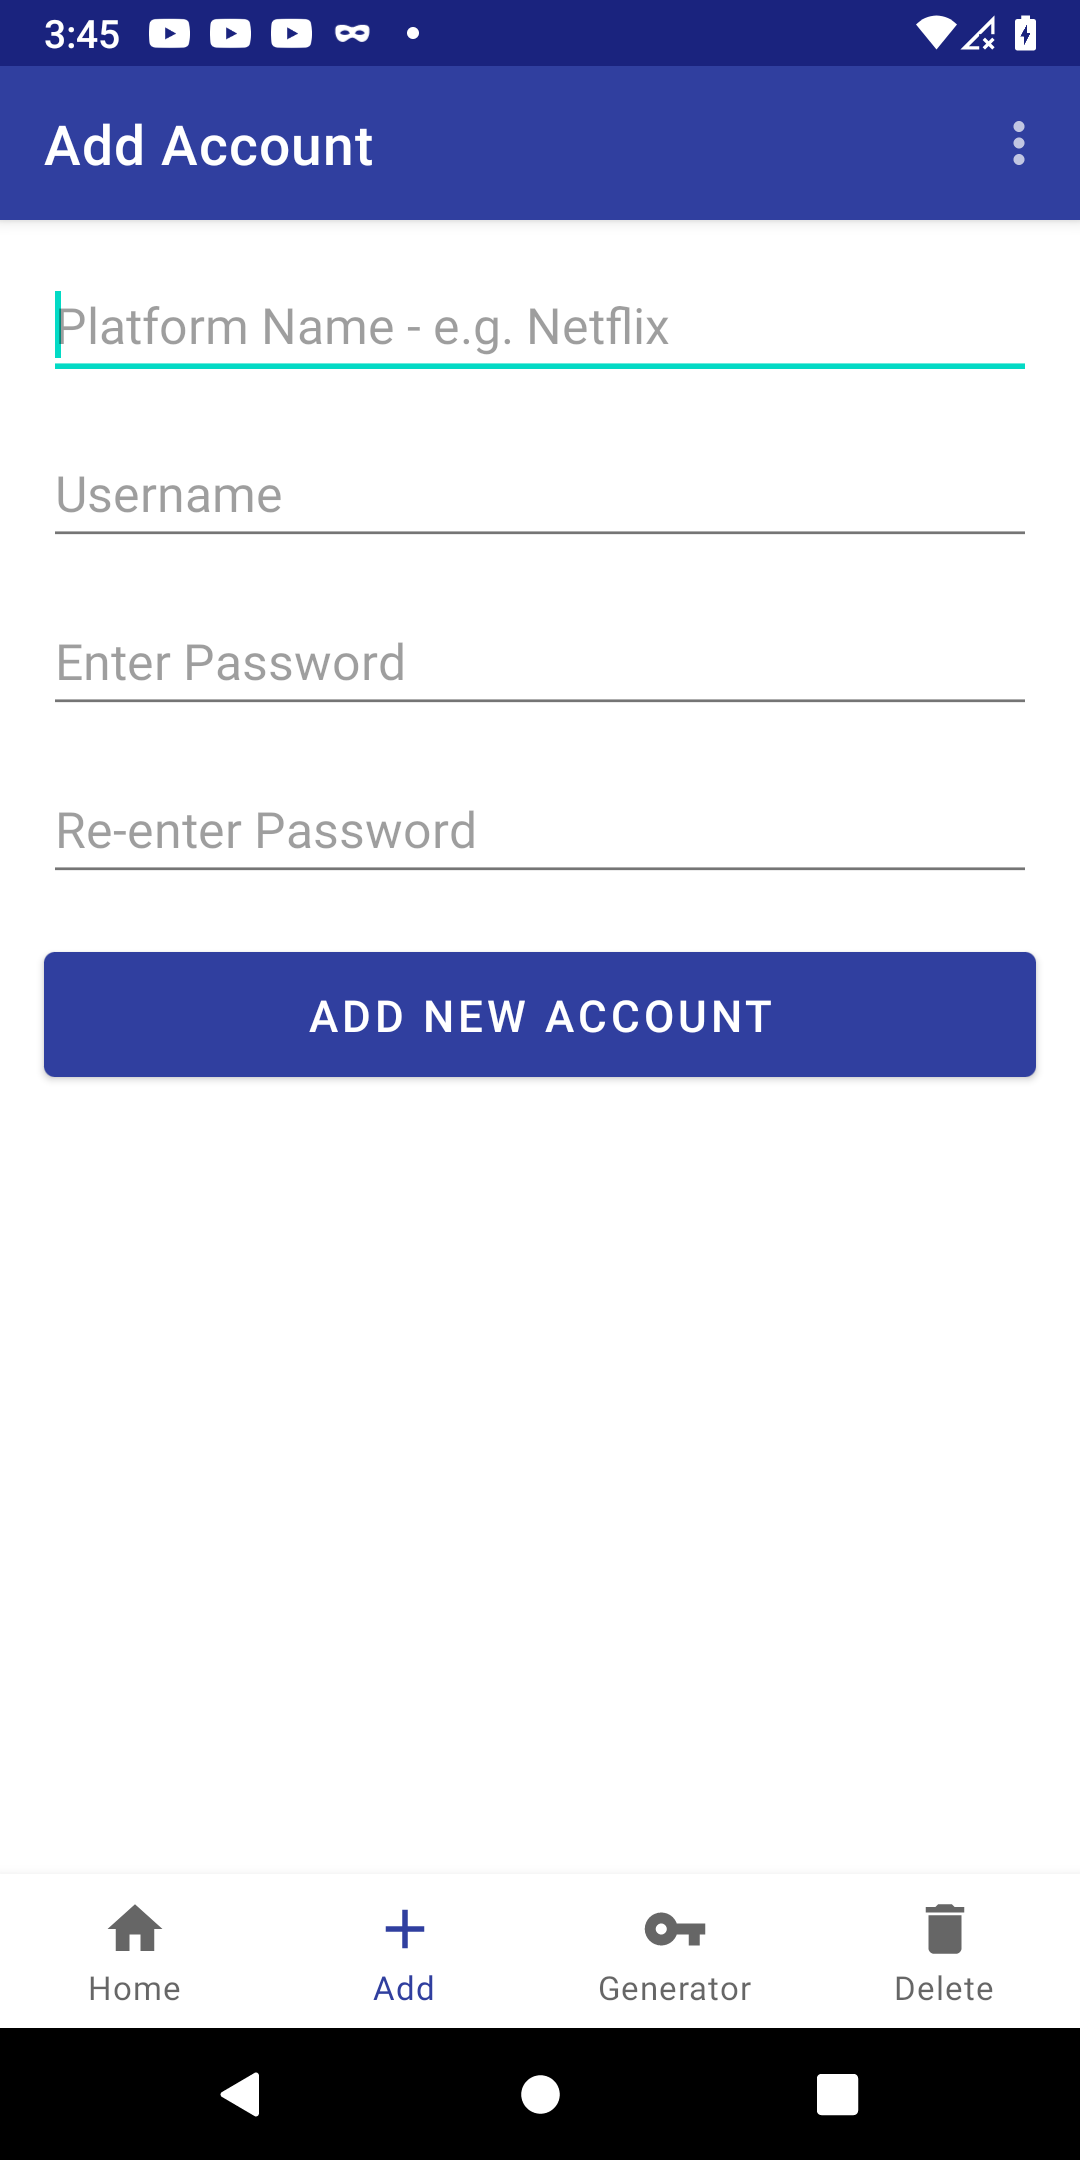 3:45
Add Account
Platform Name - e.g. Netflix
Username
Enter Password
Re-enter Password
ADD NEW ACCOUNT
Home Add Generator Delete